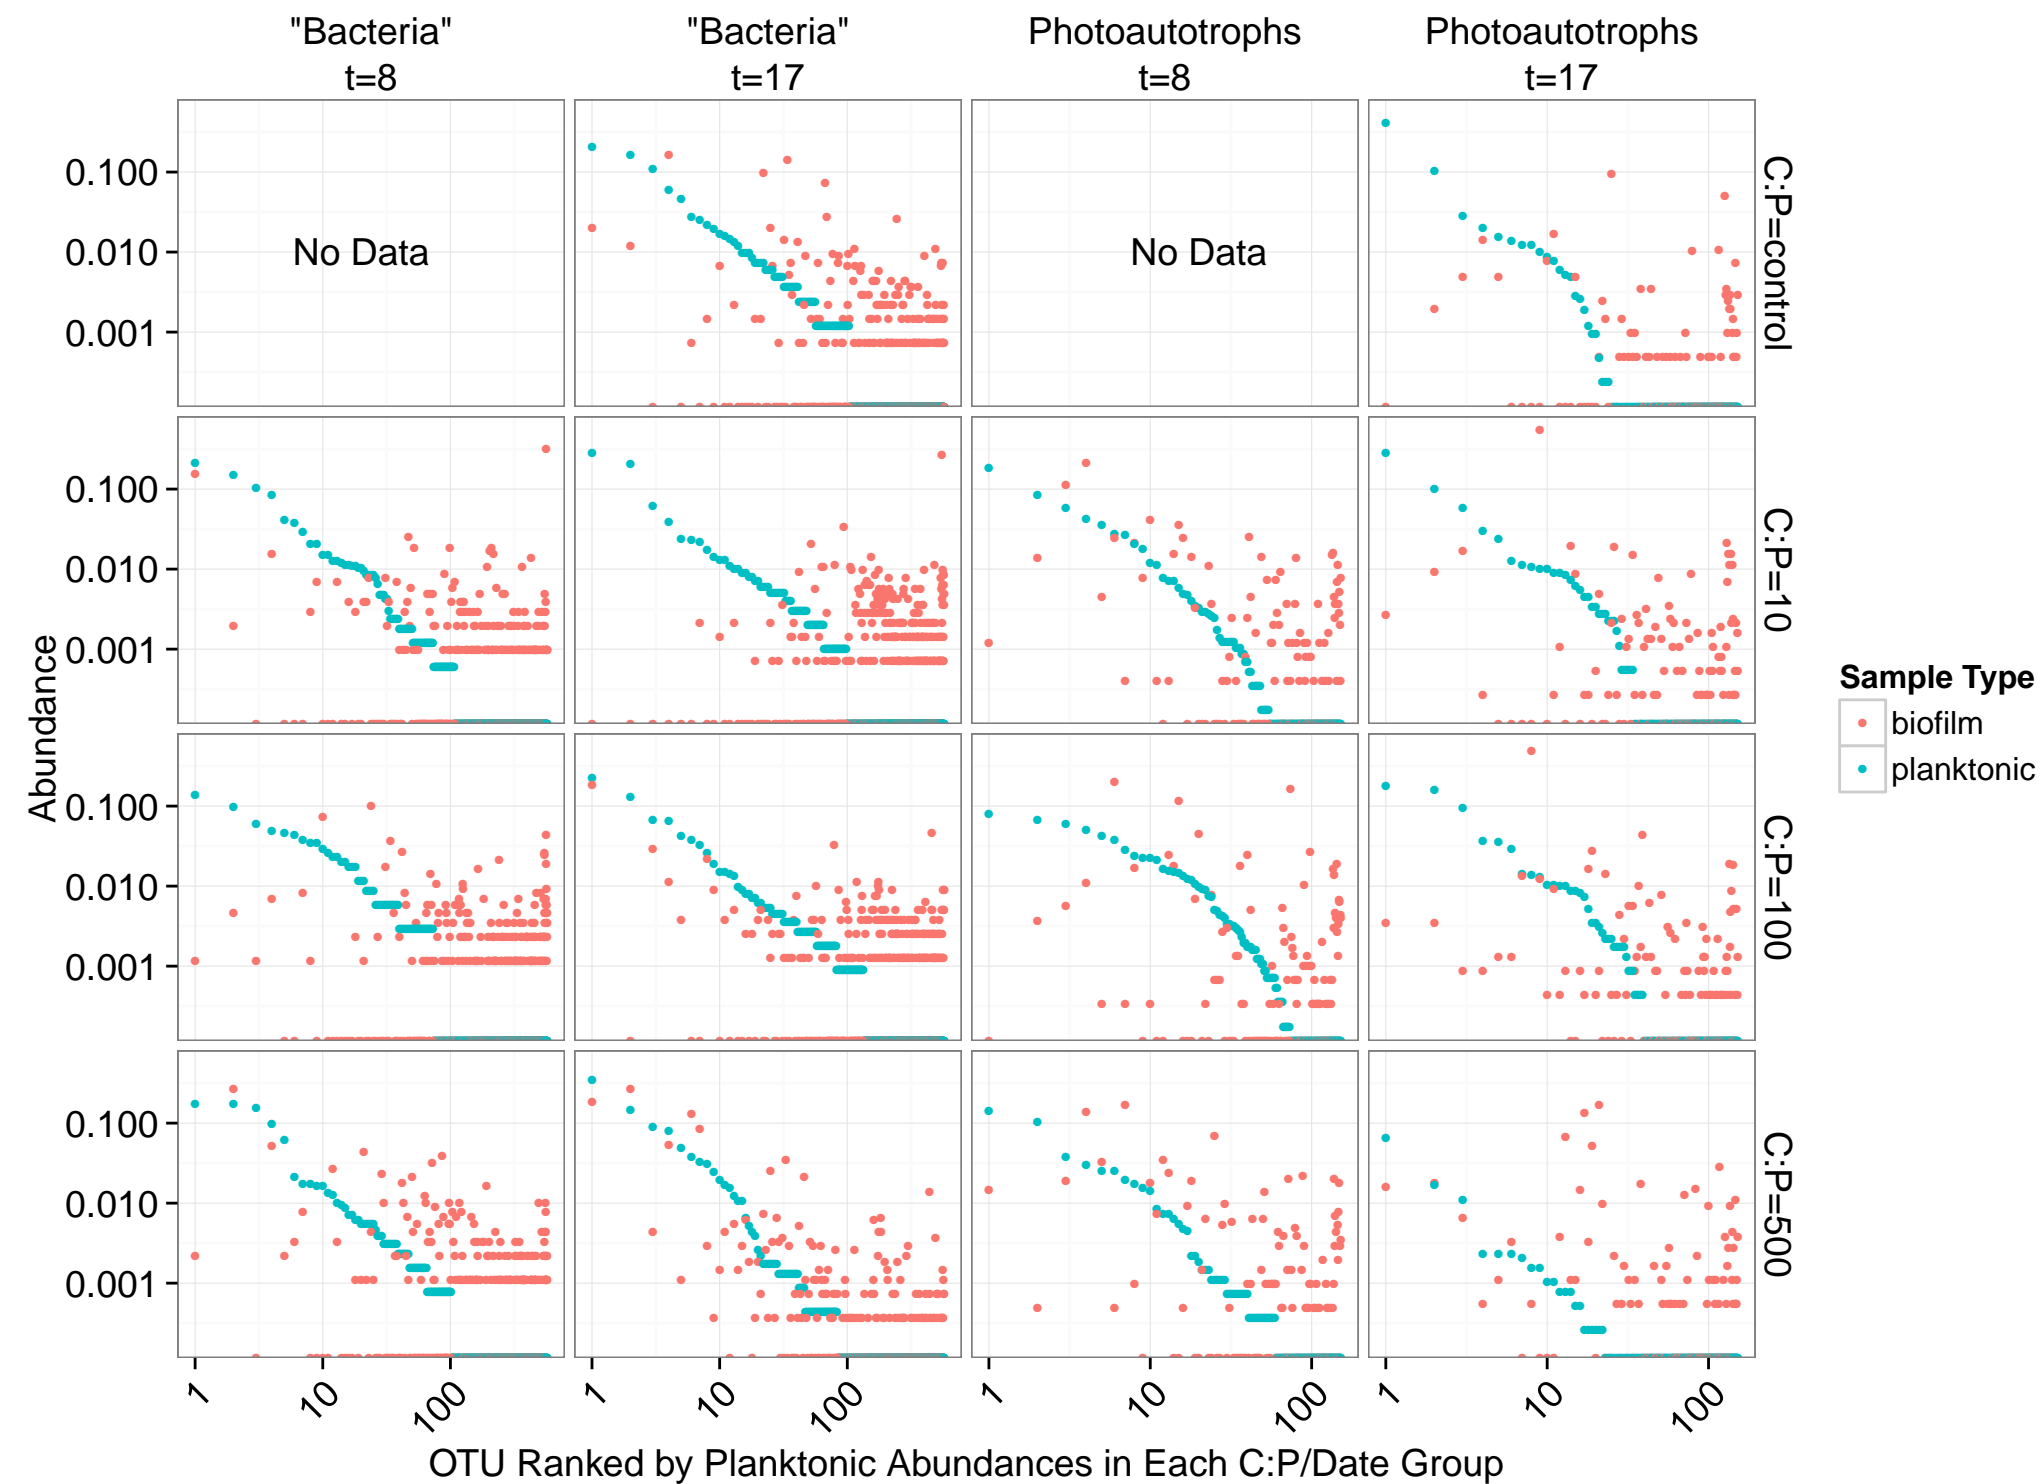 "Bacteria" "Bacteria" Photoautotrophs Photoautotrophs
t=8 t=17 t=8 t=17
0.100
0.010
0.001
No Data
No Data
C:P=control
0.100
0.010
0.001
C:P=10
0.100
0.010
0.001
C:P=100
0.100
0.010
0.001
C:P=500
Abundance
1 10 100 1 10 100 1 10 100 1 10 100
OTU Ranked by Planktonic Abundances in Each C:P/Date Group
Sample Type
biofilm
planktonic